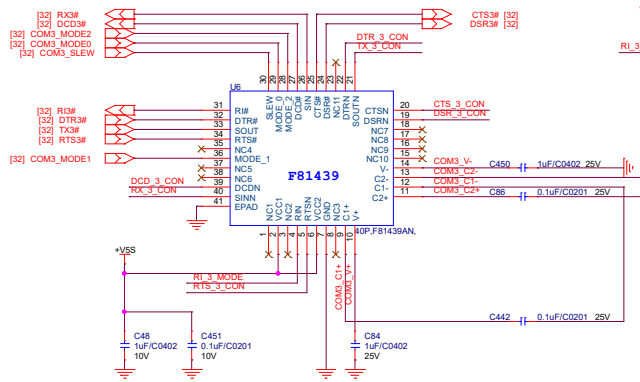 [32] RX3#
[32] DCD3#
[32] COM3_MODE2
[32] COM3_MODE0
[32] COM3_SLEW
CTS3# [32]
DSR3# [32]
DTR_3_CON
TX_3_CON
RI_3
30 29 28 27 26 25 24 23 22 21
U6
SLEW
MODE_0
MODE_2
DCD#
SIN
CTS#
DSR#
NC11
DTRN
SOUTN
[32] RI3#
[32] DTR3#
[32] TX3#
[32] RTS3#
[32] COM3_MODE1
DCD_3_CON
RX_3_CON
31 RI#
32 DTR#
33 SOUT
34 RTS#
35 NC4
36 MODE_1
37 NC5
38 NC6
39 DCDN
40 SINN
41 EPAD
F81439
CTSN 20 CTS_3_CON
DSRN 19 DSR_3_CON
NC7 18
NC8 17
NC9 16
NC10 15
V- 14 COM3_V-
C2- 13 COM3_C2-
C1- 12 COM3_C1-
C2+ 11 COM3_C2+
C450 1uF/C0402 25V
C86 0.1uF/C0201 25V
NC1
VCC1
NC2
RIN
RTSN
VCC2
GND
NC3
C1+
V+
1 2 3 4 5 6 7 8 9 10
40P,F81439AN,
+V5S
RI_3_MODE
RTS_3_CON
COM3_C1+
COM3_V+
C442 0.1uF/C0201 25V
C48
1uF/C0402
10V
C451
0.1uF/C0201
10V
C84
1uF/C0402
25V